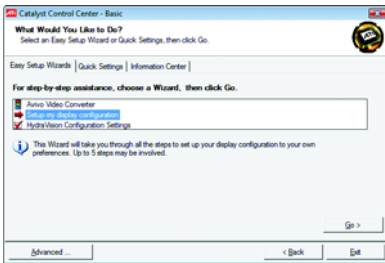 ATI Catalyst Control Center - Basic
What Would You Like to Do?
Select an Easy Setup Wizard or Quick Settings, then click Go.
ATI
Easy Setup Wizards Quick Settings Information Center
For step-by-step assistance, choose a Wizard, then click Go.
Avivo Video Converter
Setup my display configuration
HydraVision Configuration Settings
This Wizard will take you through all the steps to set up your display configuration to your own
preferences. Up to 5 steps may be involved.
Go >
Advanced ... < Back Exit